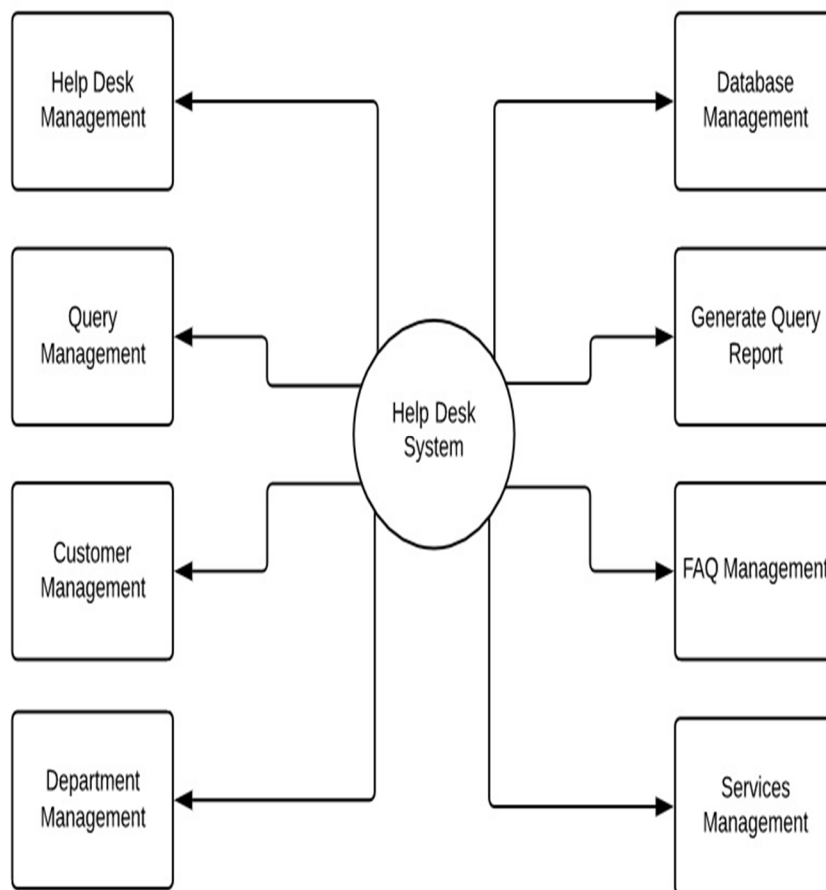 Help Desk
Management
Database
Management
Query
Management
Generate Query
Report
Help Desk
System
Customer
Management
FAQ Management
Department
Management
Services
Management